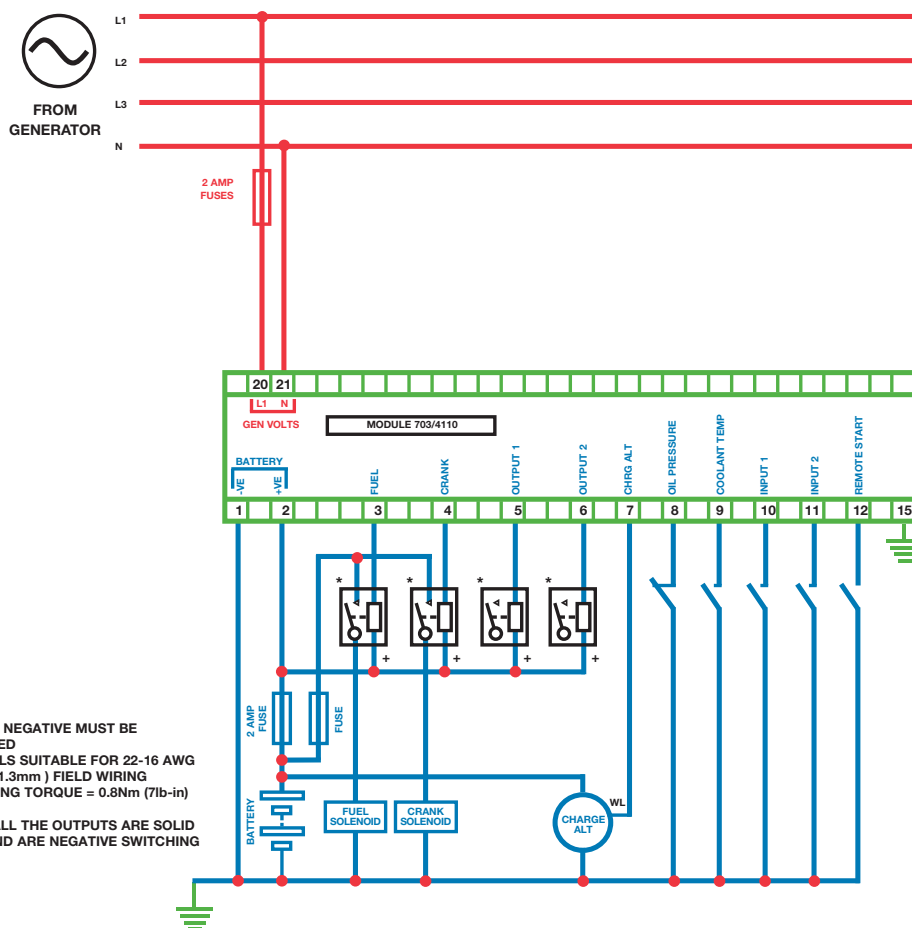 L1
L2
L3
N
FROM
GENERATOR
2 AMP
FUSES
20 21
L1 N
GEN VOLTS
MODULE 703/4110
BATTERY
-VE
+VE
FUEL
CRANK
OUTPUT 1
OUTPUT 2
CHRG ALT
OIL PRESSURE
COOLANT TEMP
INPUT 1
INPUT 2
REMOTE START
1 2 3 4 5 6 7 8 9 10 11 12 15
* * * *
+ + + +
2 AMP
FUSE
FUSE
NEGATIVE MUST BE
ED
LS SUITABLE FOR 22-16 AWG
1.3mm ) FIELD WIRING
NG TORQUE = 0.8Nm (7lb-in)
ALL THE OUTPUTS ARE SOLID
ND ARE NEGATIVE SWITCHING
BATTERY
FUEL
SOLENOID
CRANK
SOLENOID
CHARGE
ALT
WL